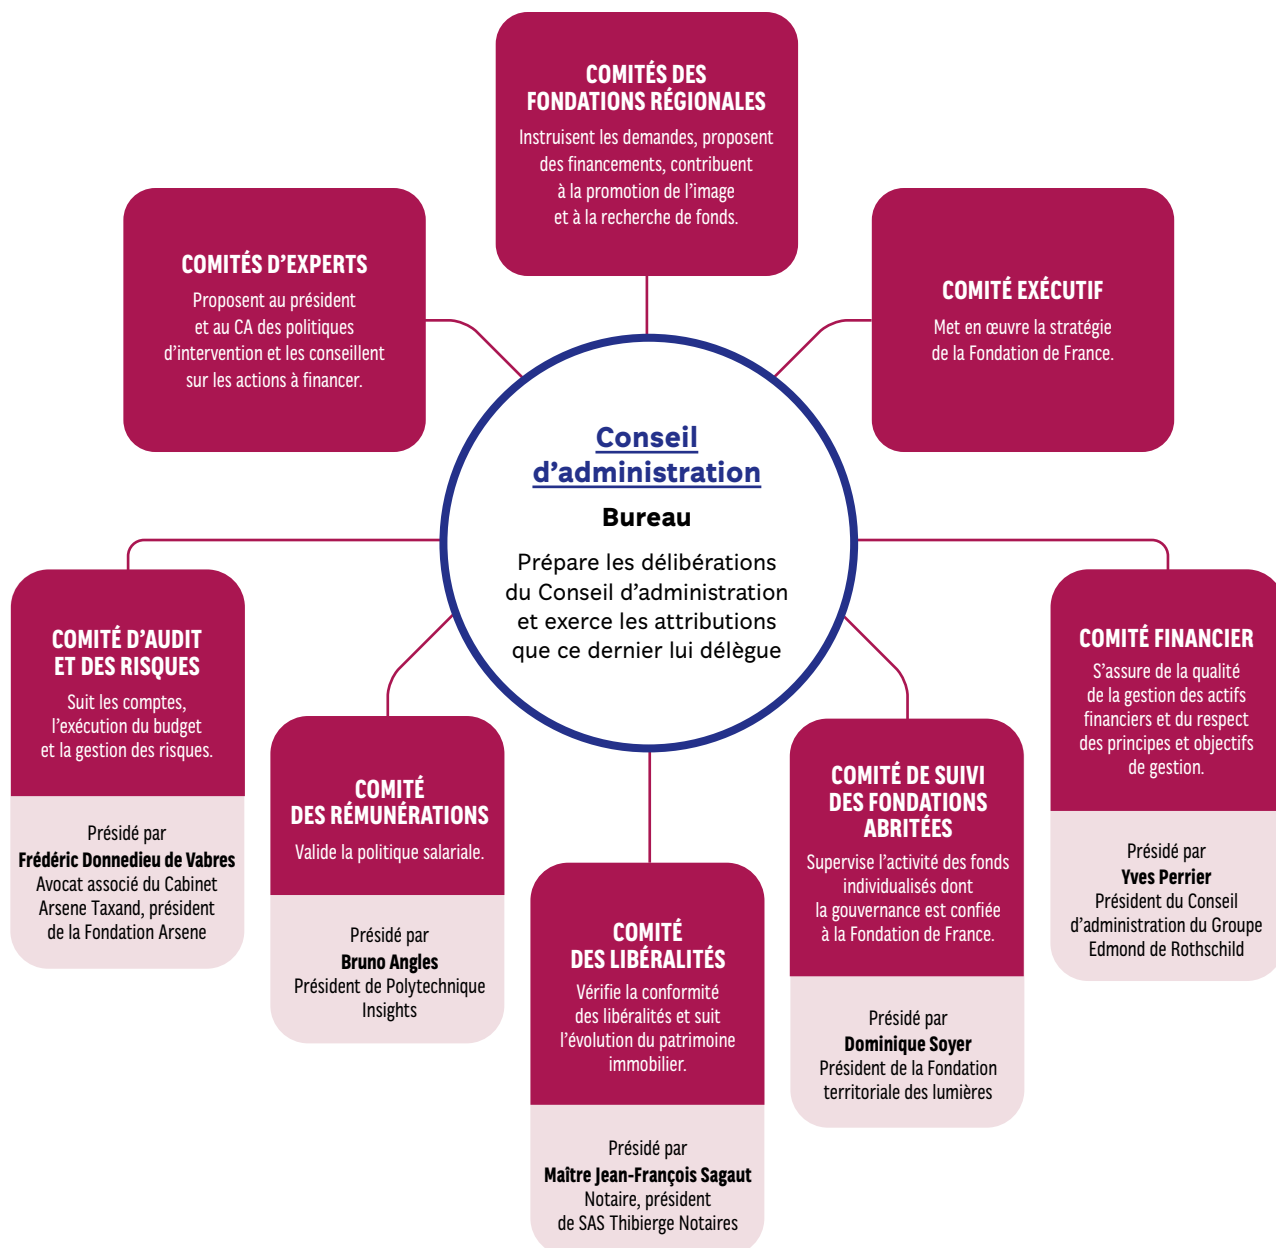 COMITÉS DES
FONDATIONS RÉGIONALES
Instruisent les demandes, proposent
des financements, contribuent
à la promotion de l’image
et à la recherche de fonds.
COMITÉS D’EXPERTS
Proposent au président
et au CA des politiques
d’intervention et les conseillent
sur les actions à financer.
COMITÉ EXÉCUTIF
Met en œuvre la stratégie
de la Fondation de France.
Conseil
d’administration
Bureau
Prépare les délibérations
du Conseil d’administration
et exerce les attributions
que ce dernier lui délègue
COMITÉ D’AUDIT
ET DES RISQUES
Suit les comptes,
l’exécution du budget
et la gestion des risques.
Présidé par
Frédéric Donnedieu de Vabres
Avocat associé du Cabinet
Arsene Taxand, président
de la Fondation Arsene
COMITÉ
DES RÉMUNÉRATIONS
Valide la politique salariale.
Présidé par
Bruno Angles
Président de Polytechnique
Insights
COMITÉ
DES LIBÉRALITÉS
Vérifie la conformité
des libéralités et suit
l’évolution du patrimoine
immobilier.
Présidé par
Maître Jean-François Sagaut
Notaire, président
de SAS Thibierge Notaires
COMITÉ DE SUIVI
DES FONDATIONS
ABRITÉES
Supervise l’activité des fonds
individualisés dont
la gouvernance est confiée
à la Fondation de France.
Présidé par
Dominique Soyer
Président de la Fondation
territoriale des lumières
COMITÉ FINANCIER
S’assure de la qualité
de la gestion des actifs
financiers et du respect
des principes et objectifs
de gestion.
Présidé par
Yves Perrier
Président du Conseil
d’administration du Groupe
Edmond de Rothschild